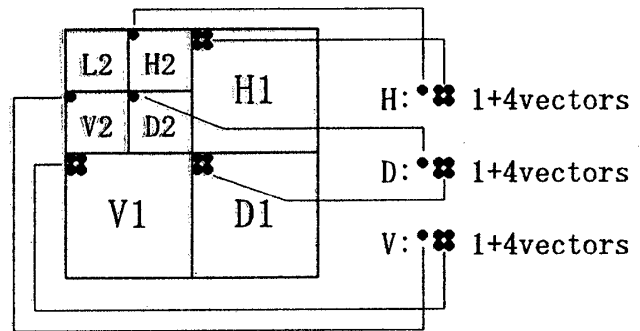 L2 H2 H1
V2 D2
V1 D1
H: 1+4vectors
D: 1+4vectors
V: 1+4vectors